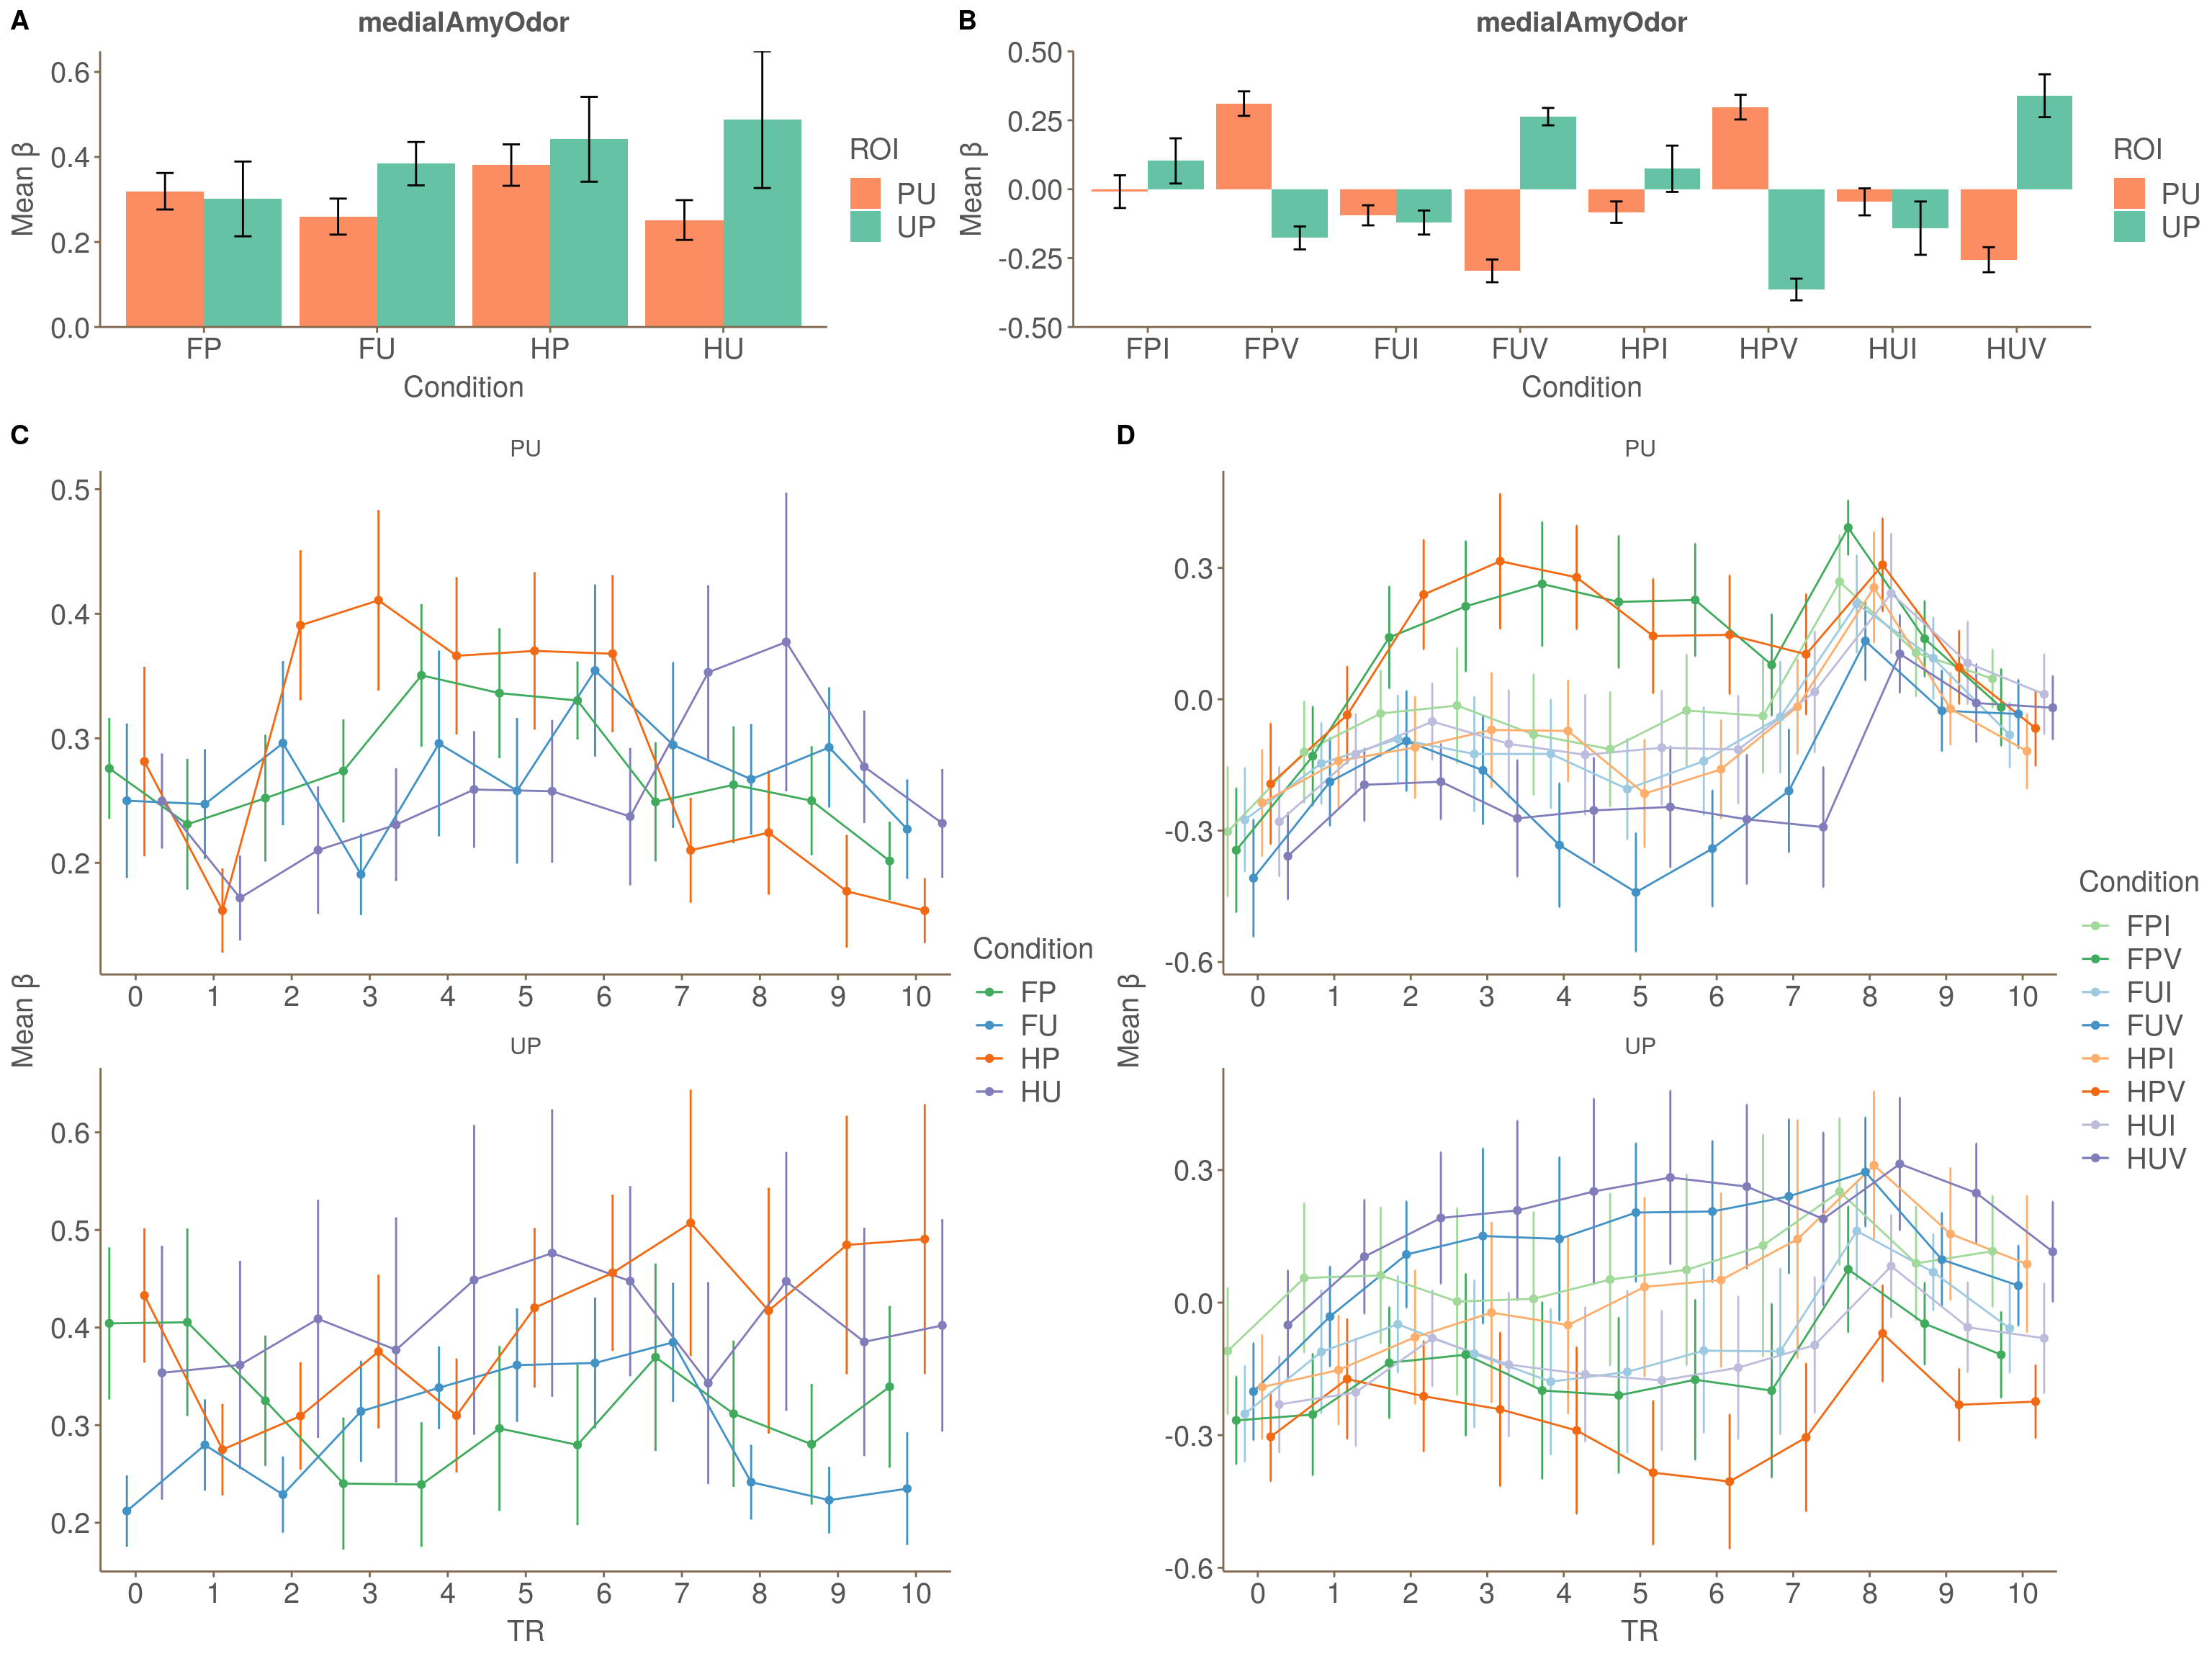 A
medialAmyOdor
0.6
0.4
0.2
0.0
Mean β
FP FU HP HU
Condition
ROI
PU
UP
B
medialAmyOdor
0.50
0.25
0.00
-0.25
-0.50
Mean β
FPI FPV FUI FUV HPI HPV HUI HUV
Condition
ROI
PU
UP
C
PU
0.5
0.4
0.3
0.2
0 1 2 3 4 5 6 7 8 9 10
Mean β
UP
0.6
0.5
0.4
0.3
0.2
0 1 2 3 4 5 6 7 8 9 10
TR
Condition
FP
FU
HP
HU
D
PU
0.3
0.0
-0.3
-0.6
0 1 2 3 4 5 6 7 8 9 10
Mean β
UP
0.3
0.0
-0.3
-0.6
0 1 2 3 4 5 6 7 8 9 10
TR
Condition
FPI
FPV
FUI
FUV
HPI
HPV
HUI
HUV